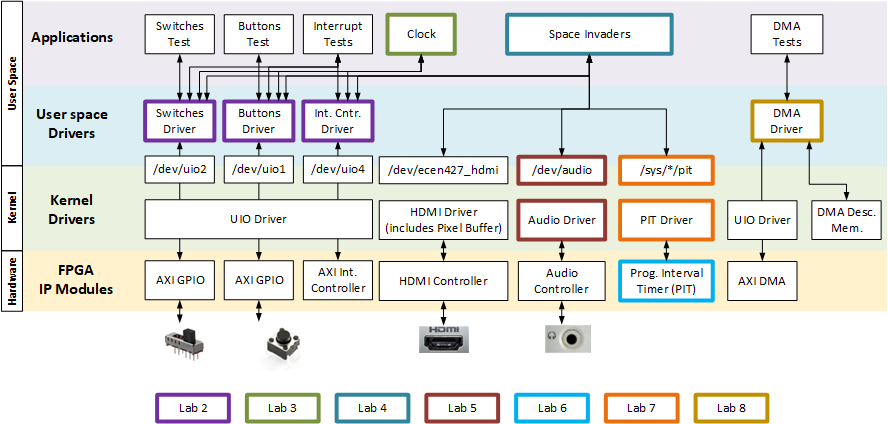 User Space
Kernel
Hardware
Applications
Switches
Test
Buttons
Test
Interrupt
Tests
Clock
Space Invaders
DMA
Tests
User space
Drivers
Switches
Driver
Buttons
Driver
Int. Cntr.
Driver
DMA
Driver
/dev/uio2
/dev/uio1
/dev/uio4
/dev/ecen427_hdmi
/dev/audio
/sys/*/pit
Kernel
Drivers
UIO Driver
HDMI Driver
(includes Pixel Buffer)
Audio Driver
PIT Driver
UIO Driver
DMA Desc.
Mem.
FPGA
IP Modules
AXI GPIO
AXI GPIO
AXI Int.
Controller
HDMI Controller
Audio
Controller
Prog. Interval
Timer (PIT)
AXI DMA
HDMI
Lab 2
Lab 3
Lab 4
Lab 5
Lab 6
Lab 7
Lab 8